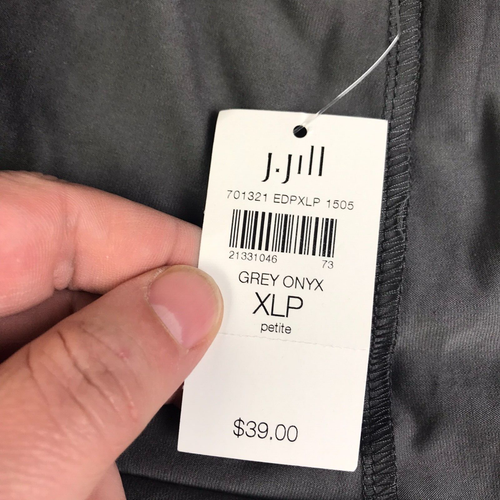 J.Jill
701321 EDPXLP 1505
21331046 73
GREY ONYX
XLP
petite
$39.00